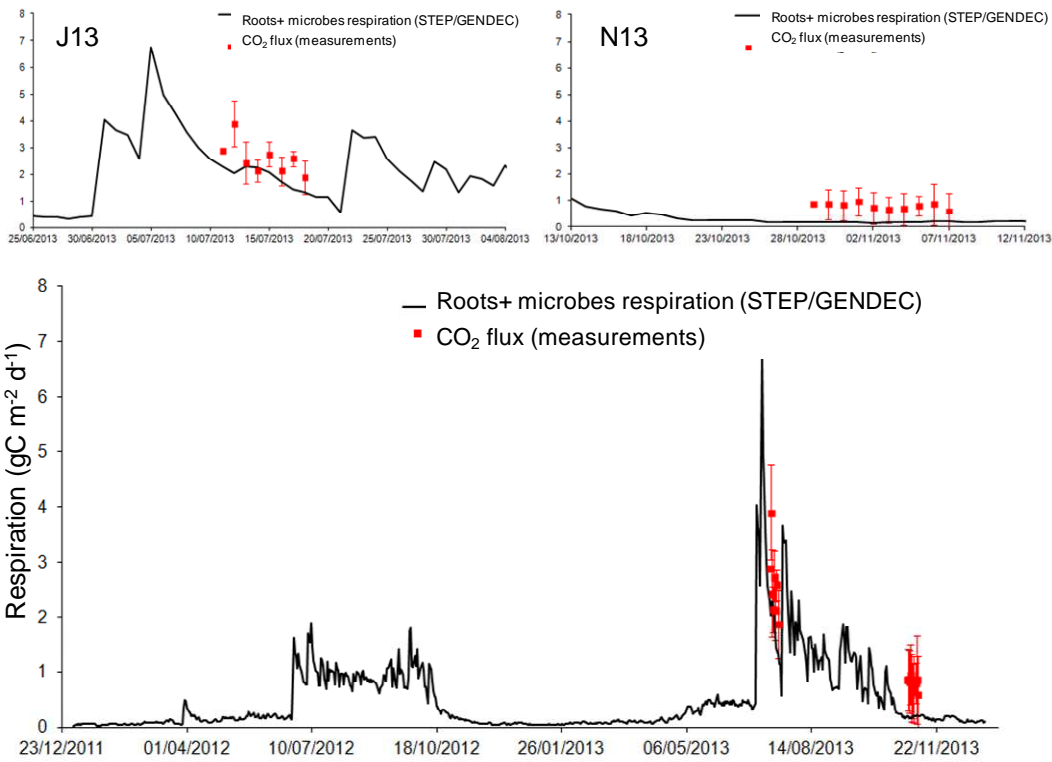 J13
Roots+ microbes respiration (STEP/GENDEC)
CO₂ flux (measurements)
8
7
6
5
4
3
2
1
0
25/06/2013 30/06/2013 05/07/2013 10/07/2013 15/07/2013 20/07/2013 25/07/2013 30/07/2013 04/08/2013
N13
Roots+ microbes respiration (STEP/GENDEC)
CO₂ flux (measurements)
8
7
6
5
4
3
2
1
0
13/10/2013 18/10/2013 23/10/2013 28/10/2013 02/11/2013 07/11/2013 12/11/2013
Roots+ microbes respiration (STEP/GENDEC)
CO₂ flux (measurements)
Respiration (gC m⁻² d⁻¹)
8
7
6
5
4
3
2
1
0
23/12/2011 01/04/2012 10/07/2012 18/10/2012 26/01/2013 06/05/2013 14/08/2013 22/11/2013